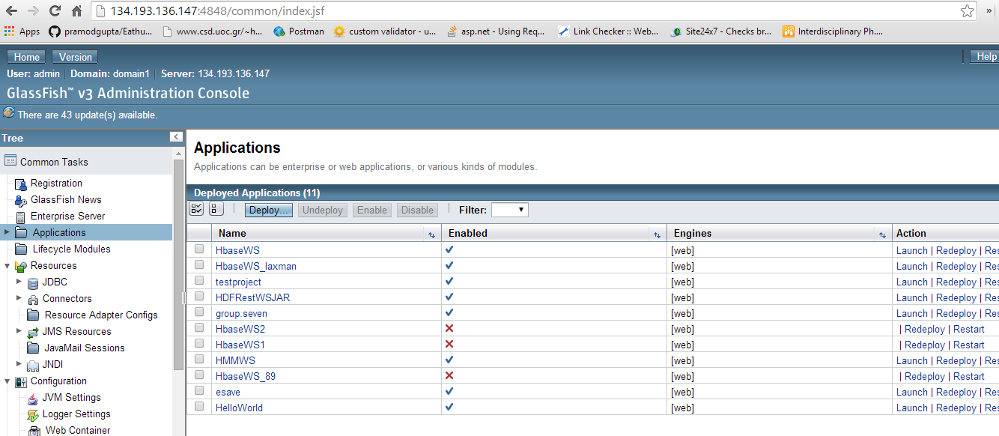 134.193.136.147:4848/common/index.jsf »
Apps pramodgupta/Eathu... www.csd.uoc.gr/~h... Postman custom validator - u... asp.net - Using Req... Link Checker :: Web... Site24x7 - Checks br... Interdisciplinary Ph.... »
Home Version Help
User: admin Domain: domain1 Server: 134.193.136.147
GlassFish™ v3 Administration Console
There are 43 update(s) available.
Tree
Common Tasks
Registration
GlassFish News
Enterprise Server
Applications
Lifecycle Modules
Resources
JDBC
Connectors
Resource Adapter Configs
JMS Resources
JavaMail Sessions
JNDI
Configuration
JVM Settings
Logger Settings
Web Container
Applications
Applications can be enterprise or web applications, or various kinds of modules.
Deployed Applications (11)
Deploy... Undeploy Enable Disable Filter:
Name Enabled Engines Action
HbaseWS [web] Launch | Redeploy | Res
HbaseWS_laxman [web] Launch | Redeploy | Res
testproject [web] Launch | Redeploy | Res
HDFRestWSJAR [web] Launch | Redeploy | Res
group.seven [web] Launch | Redeploy | Res
HbaseWS2 [web] | Redeploy | Restart
HbaseWS1 [web] | Redeploy | Restart
HMMWS [web] Launch | Redeploy | Res
HbaseWS_89 [web] | Redeploy | Restart
esave [web] Launch | Redeploy | Res
HelloWorld [web] Launch | Redeploy | Res